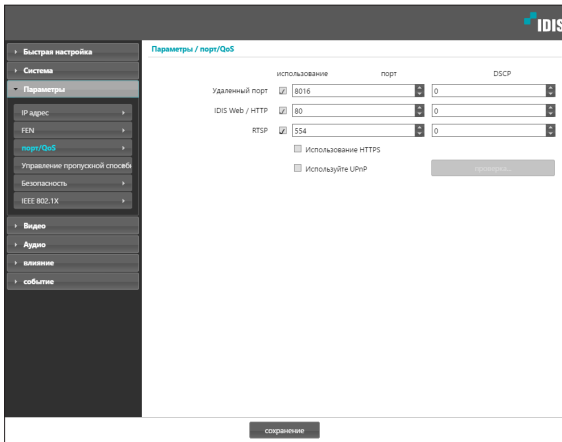 IDIS
Быстрая настройка
Система
Параметры
IP адрес
FEN
порт/QoS
Управление пропускной способн
Безопасность
IEEE 802.1X
Видео
Аудио
влияние
событие
Параметры / порт/QoS
использование порт DSCP
Удаленный порт 8016 0
IDIS Web / HTTP 80 0
RTSP 554 0
Использование HTTPS
Используйте UPnP проверка...
сохранение